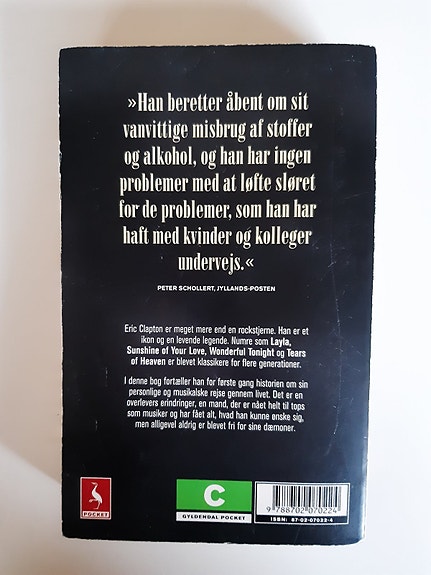 »Han beretter åbent om sit
vanvittige misbrug af stoffer
og alkohol, og han har ingen
problemer med at løfte sløret
for de problemer, som han har
haft med kvinder og kolleger
undervejs.«
PETER SCHOLLERT, JYLLANDS-POSTEN
Eric Clapton er meget mere end en rockstjerne. Han er et
ikon og en levende legende. Numre som Layla,
Sunshine of Your Love, Wonderful Tonight og Tears
of Heaven er blevet klassikere for flere generationer.
I denne bog fortæller han for første gang historien om sin
personlige og musikalske rejse gennem livet. Det er en
overlevers erindringer, en mand, der er nået helt til tops
som musiker og har fået alt, hvad han kunne ønske sig,
men alligevel aldrig er blevet fri for sine dæmoner.
POCKET
C
GYLDENDAL POCKET
9 788702 070224
ISBN: 87-02-07022-4